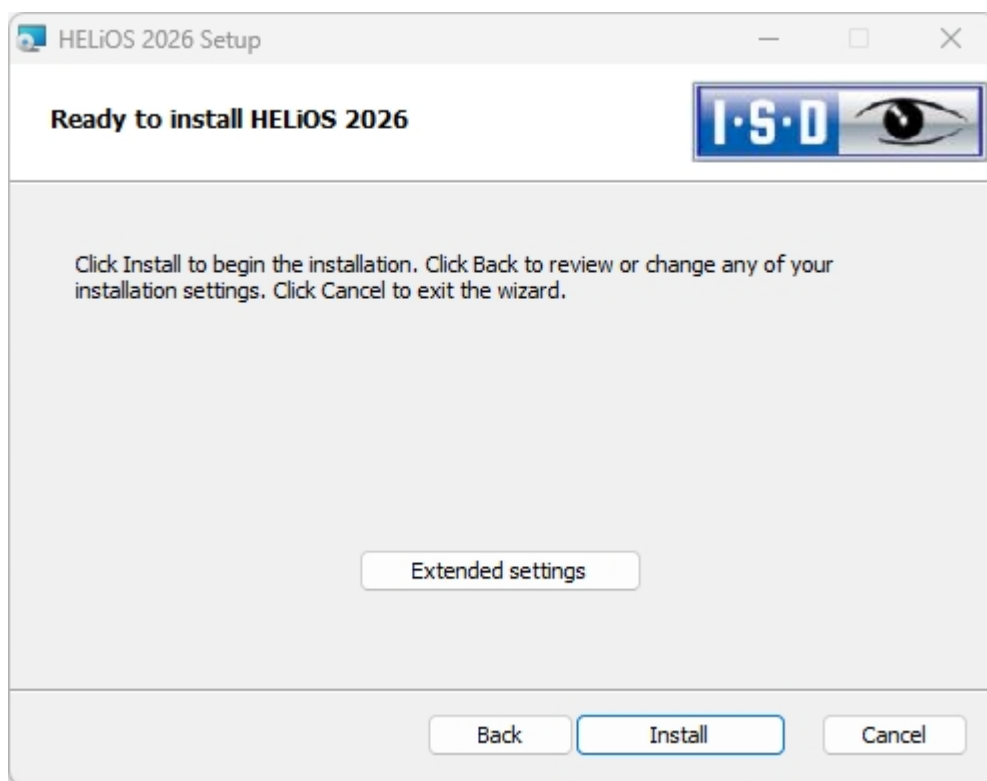 HELiOS 2026 Setup
Ready to install HELiOS 2026
I·S·D
Click Install to begin the installation. Click Back to review or change any of your
installation settings. Click Cancel to exit the wizard.
Extended settings
Back
Install
Cancel